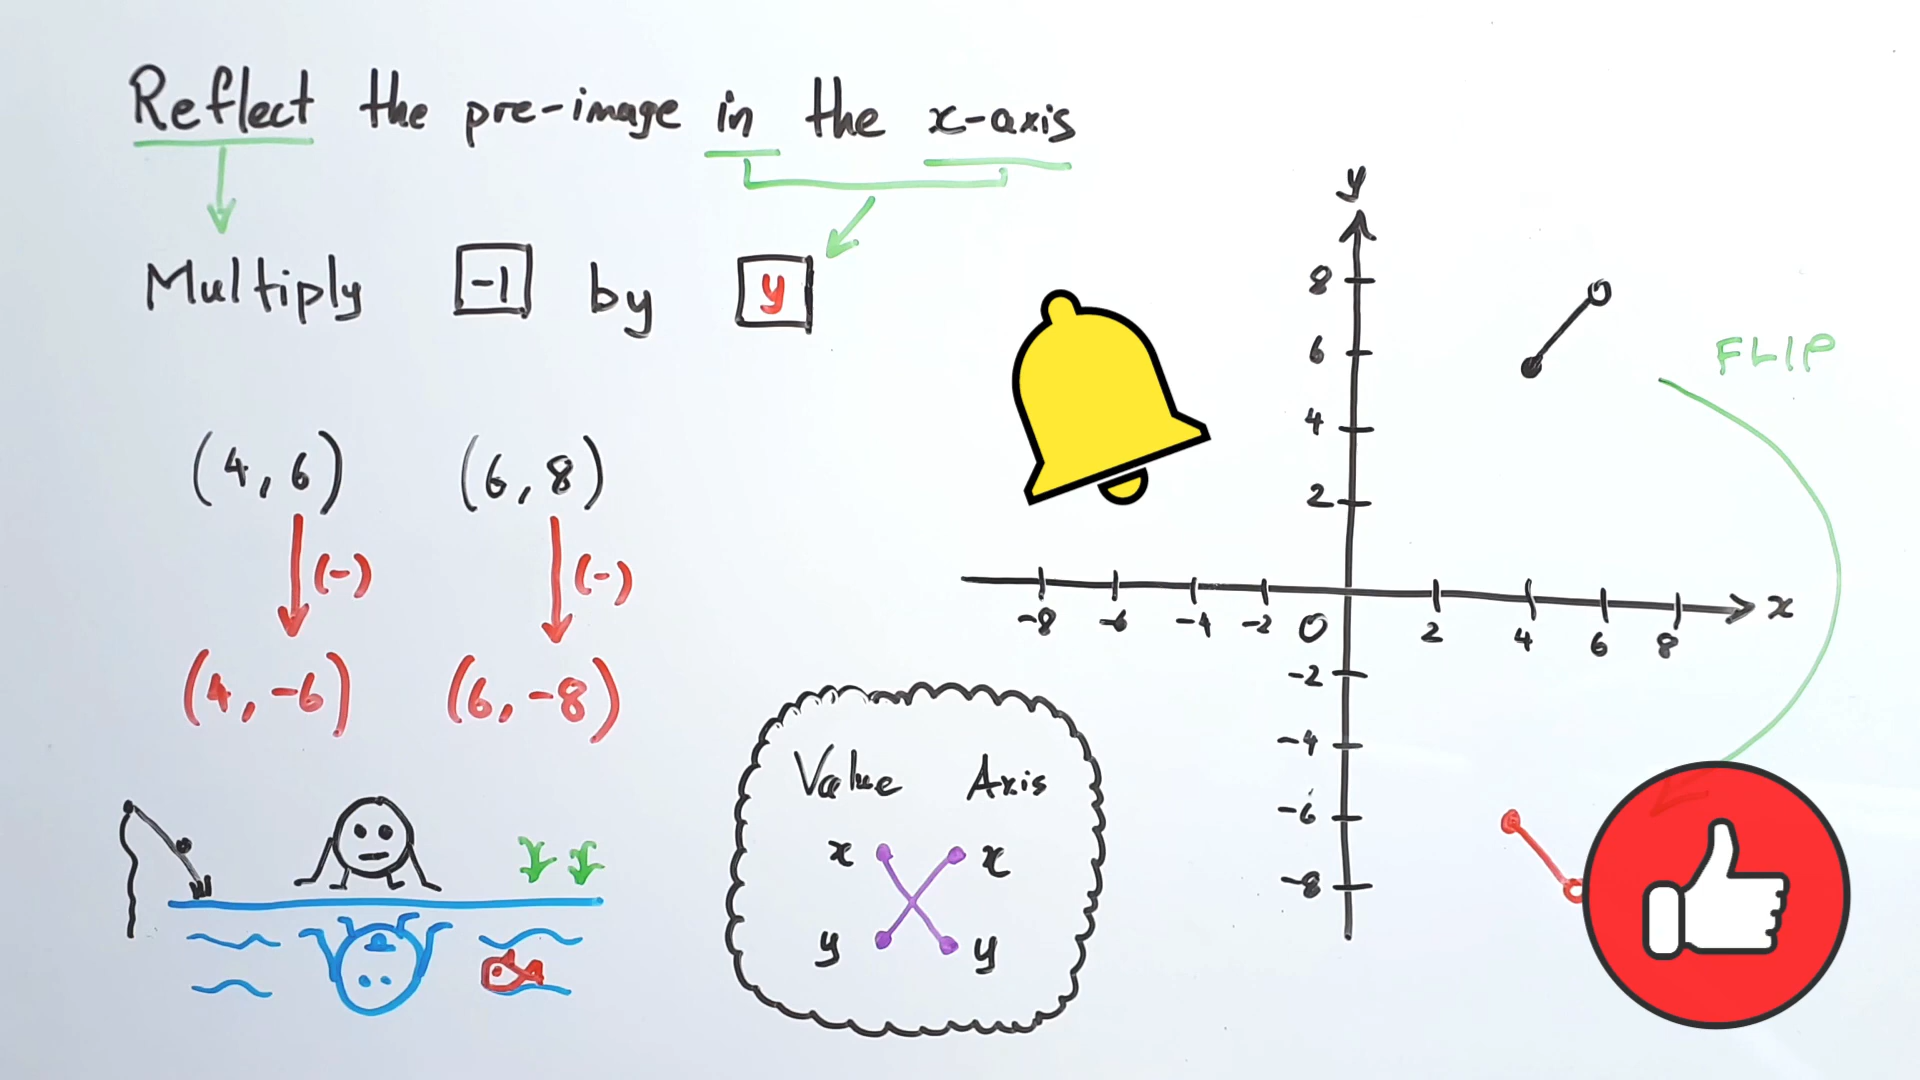 Reflect the pre-image in the x-axis
Multiply -1 by y
(4, 6) (6, 8)
(-) (-)
(4, -6) (6, -8)
Value Axis
x x
y y
y
8
6
4
2
-8 -6 -4 -2 0 2 4 6 8 x
-2
-4
-6
-8
FLIP